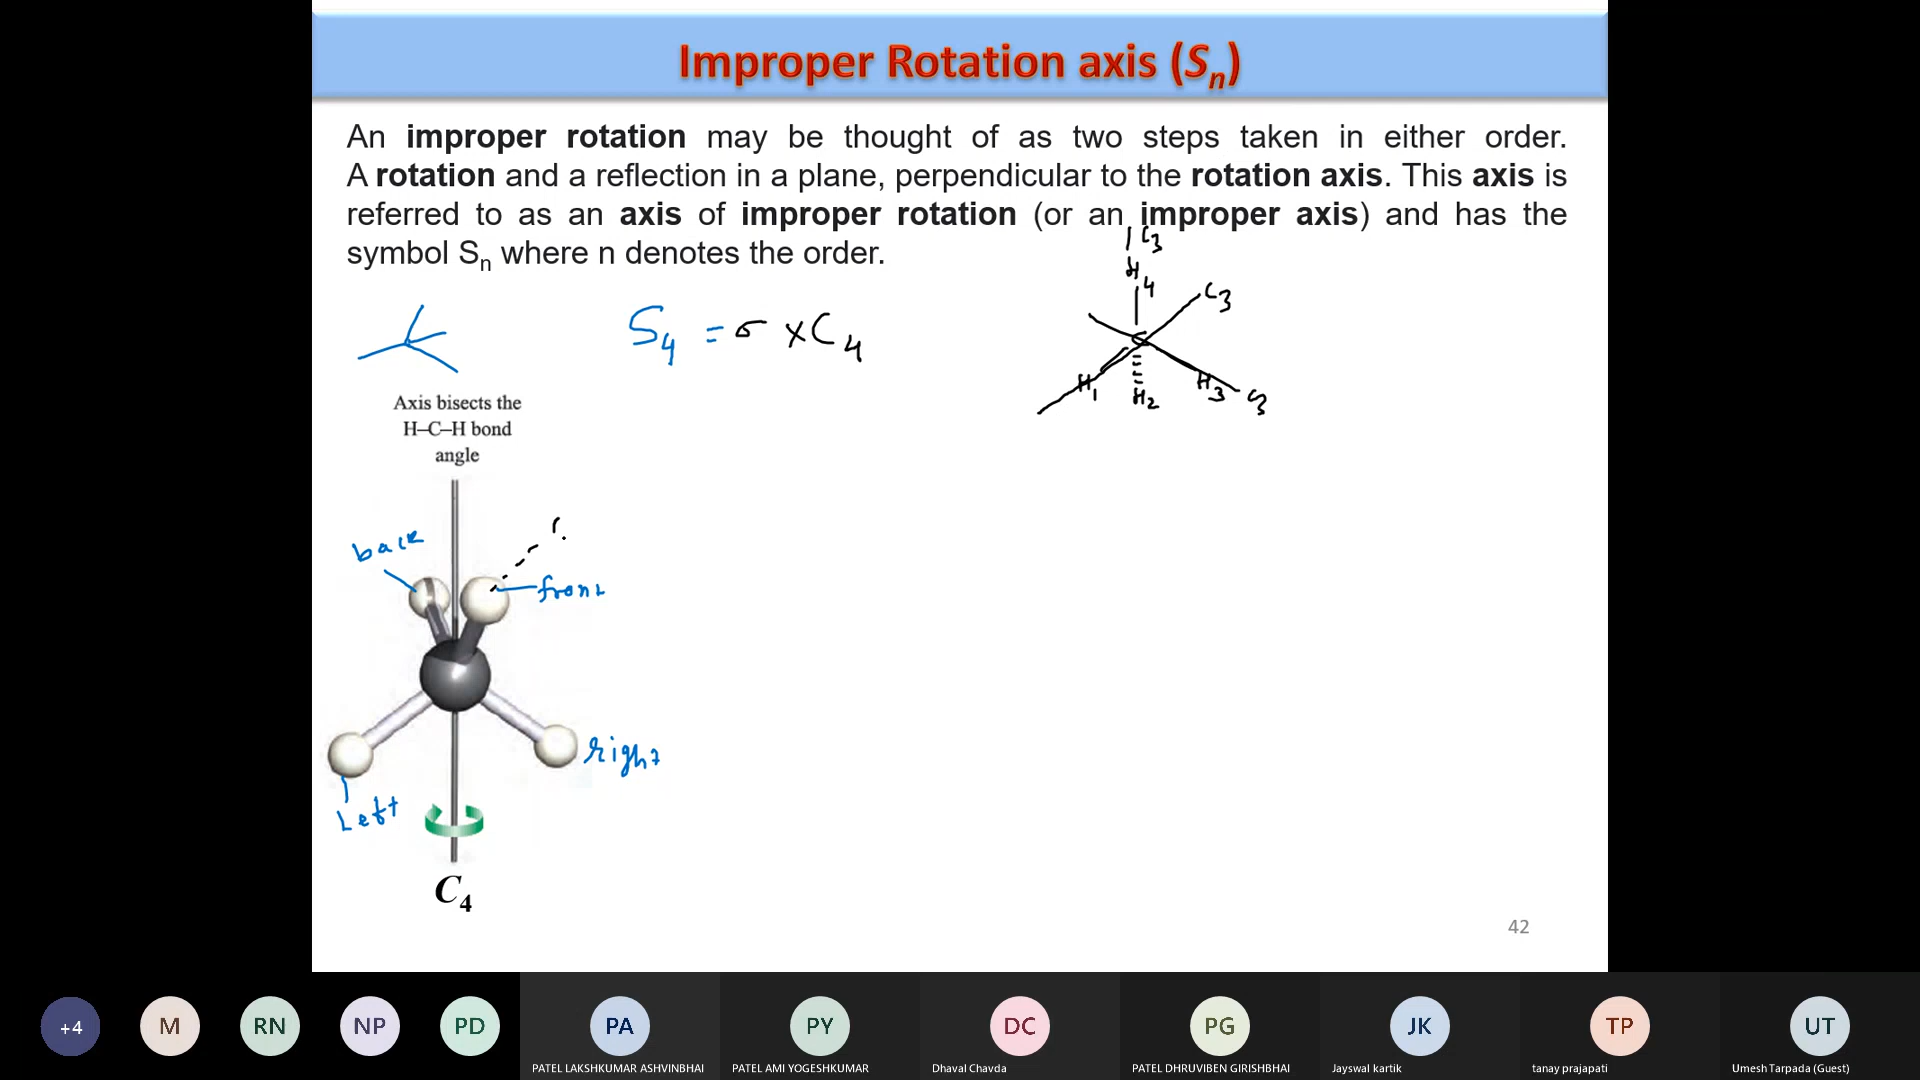 Improper Rotation axis (Sn)
An improper rotation may be thought of as two steps taken in either order.
A rotation and a reflection in a plane, perpendicular to the rotation axis. This axis is
referred to as an axis of improper rotation (or an improper axis) and has the
symbol Sn where n denotes the order.
C3
H4
C3
S4 = σ x C4
C
H1
H2
H3
C3
Axis bisects the
H–C–H bond
angle
back
front
right
Left
C4
42
+4
M
RN
NP
PD
PA
PY
DC
PG
JK
TP
UT
PATEL LAKSHKUMAR ASHVINBHAI
PATEL AMI YOGESHKUMAR
Dhaval Chavda
PATEL DHRUVIBEN GIRISHBHAI
Jayswal kartik
tanay prajapati
Umesh Tarpada (Guest)